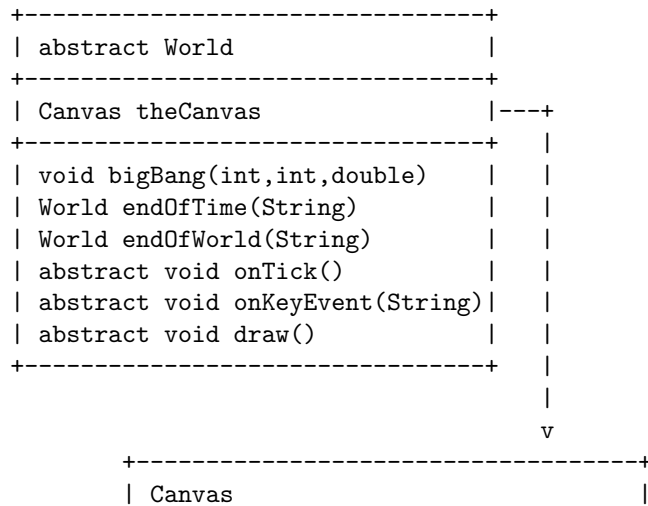 +---------------------------------+
| abstract World                  |
+---------------------------------+
| Canvas theCanvas                |---+
+---------------------------------+   |
| void bigBang(int,int,double)    |   |
| World endOfTime(String)         |   |
| World endOfWorld(String)        |   |
| abstract void onTick()          |   |
| abstract void onKeyEvent(String)|   |
| abstract void draw()            |   |
+---------------------------------+   |
                                      |
                                      v
        +------------------------------------+
        | Canvas                             |